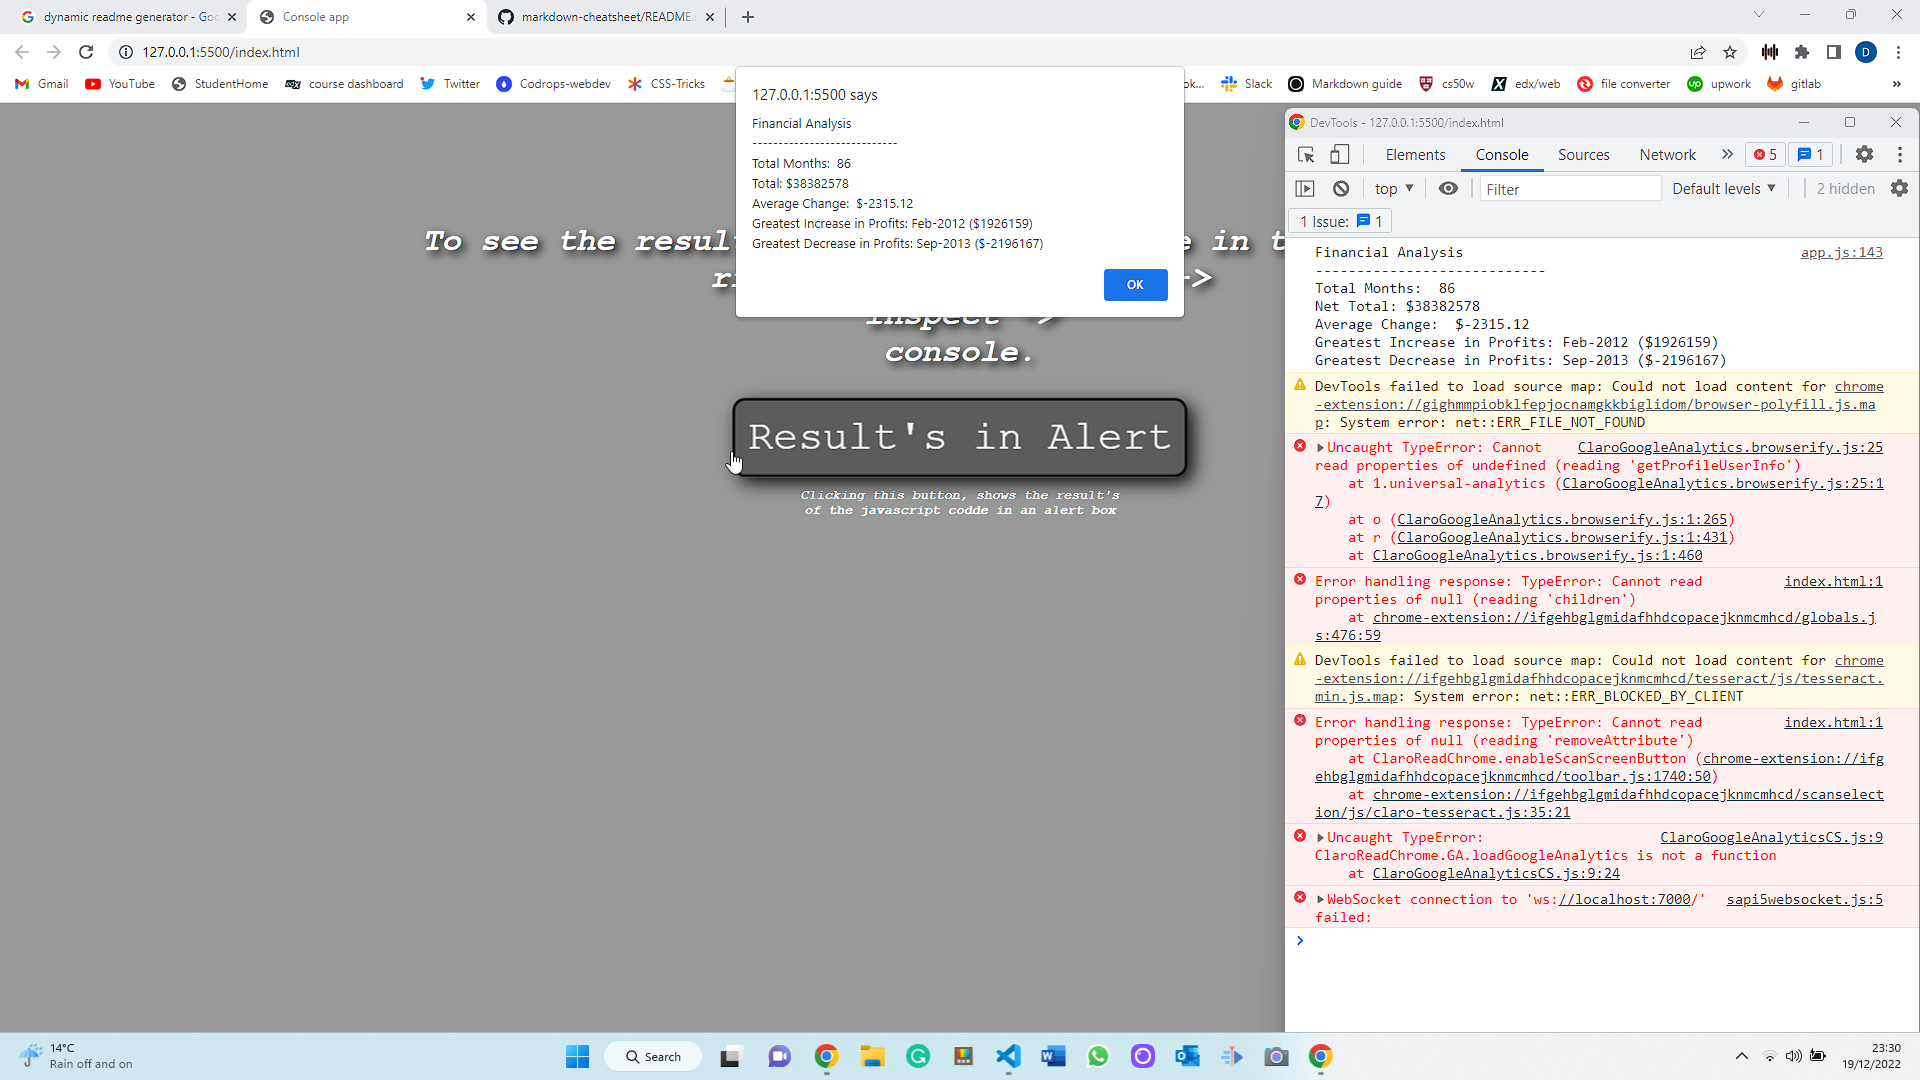 dynamic readme generator - Goo
Console app
markdown-cheatsheet/README.
127.0.0.1:5500/index.html
D
Gmail
YouTube
StudentHome
course dashboard
Twitter
Codrops-webdev
CSS-Tricks
ok...
Slack
Markdown guide
cs50w
edx/web
file converter
upwork
gitlab
»
127.0.0.1:5500 says
Financial Analysis
----------------------------
Total Months:  86
Total: $38382578
Average Change:  $-2315.12
Greatest Increase in Profits: Feb-2012 ($1926159)
Greatest Decrease in Profits: Sep-2013 ($-2196167)
OK
To see the result
in t
->
inspect ->
console.
Result's in Alert
Clicking this button, shows the result's
of the javascript codde in an alert box
DevTools - 127.0.0.1:5500/index.html
Elements
Console
Sources
Network
»
5
1
top ▼
Filter
Default levels ▼
2 hidden
1 Issue: 1
Financial Analysis app.js:143
----------------------------
Total Months:  86
Net Total: $38382578
Average Change:  $-2315.12
Greatest Increase in Profits: Feb-2012 ($1926159)
Greatest Decrease in Profits: Sep-2013 ($-2196167)
DevTools failed to load source map: Could not load content for chrome
-extension://gighmmpiobklfepjocnamgkkbiglidom/browser-polyfill.js.ma
p: System error: net::ERR_FILE_NOT_FOUND
Uncaught TypeError: Cannot ClaroGoogleAnalytics.browserify.js:25
read properties of undefined (reading 'getProfileUserInfo')
at 1.universal-analytics (ClaroGoogleAnalytics.browserify.js:25:1
7)
at o (ClaroGoogleAnalytics.browserify.js:1:265)
at r (ClaroGoogleAnalytics.browserify.js:1:431)
at ClaroGoogleAnalytics.browserify.js:1:460
Error handling response: TypeError: Cannot read index.html:1
properties of null (reading 'children')
at chrome-extension://ifgehbglgmidafhhdcopacejknmcmhcd/globals.j
s:476:59
DevTools failed to load source map: Could not load content for chrome
-extension://ifgehbglgmidafhhdcopacejknmcmhcd/tesseract/js/tesseract.
min.js.map: System error: net::ERR_BLOCKED_BY_CLIENT
Error handling response: TypeError: Cannot read index.html:1
properties of null (reading 'removeAttribute')
at ClaroReadChrome.enableScanScreenButton (chrome-extension://ifg
ehbglgmidafhhdcopacejknmcmhcd/toolbar.js:1740:50)
at chrome-extension://ifgehbglgmidafhhdcopacejknmcmhcd/scanselect
ion/js/claro-tesseract.js:35:21
Uncaught TypeError: ClaroGoogleAnalyticsCS.js:9
ClaroReadChrome.GA.loadGoogleAnalytics is not a function
at ClaroGoogleAnalyticsCS.js:9:24
WebSocket connection to 'ws://localhost:7000/' sapi5websocket.js:5
failed:
14°C
Rain off and on
Search
23:30
19/12/2022